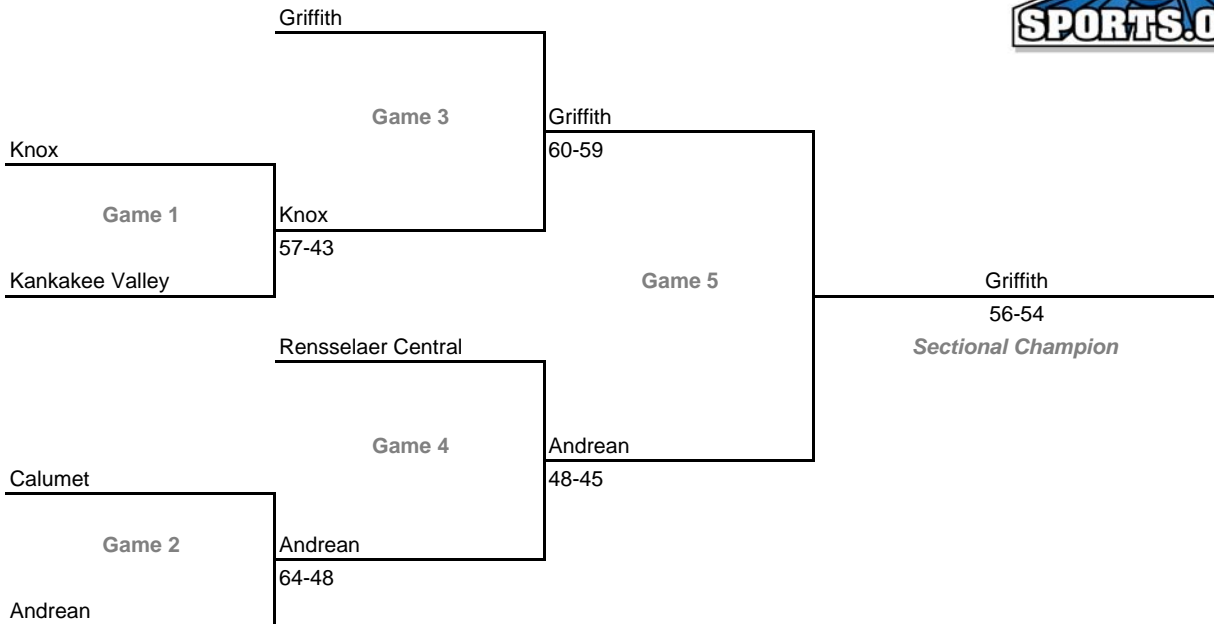 Griffith
SPORTS.O
Game 3
Griffith
Knox
60-59
Game 1
Knox
57-43
Kankakee Valley
Game 5
Griffith
56-54
Rensselaer Central
Sectional Champion
Game 4
Andrean
Calumet
48-45
Game 2
Andrean
64-48
Andrean